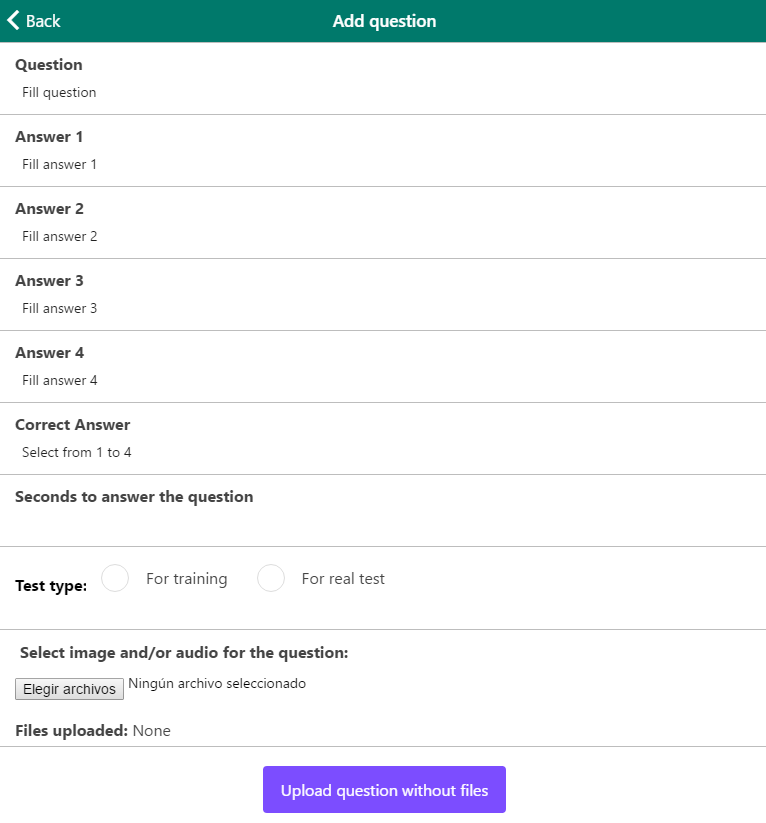 Back Add question
Question
Fill question
Answer 1
Fill answer 1
Answer 2
Fill answer 2
Answer 3
Fill answer 3
Answer 4
Fill answer 4
Correct Answer
Select from 1 to 4
Seconds to answer the question
Test type: For training For real test
Select image and/or audio for the question:
Elegir archivos Ningún archivo seleccionado
Files uploaded: None
Upload question without files